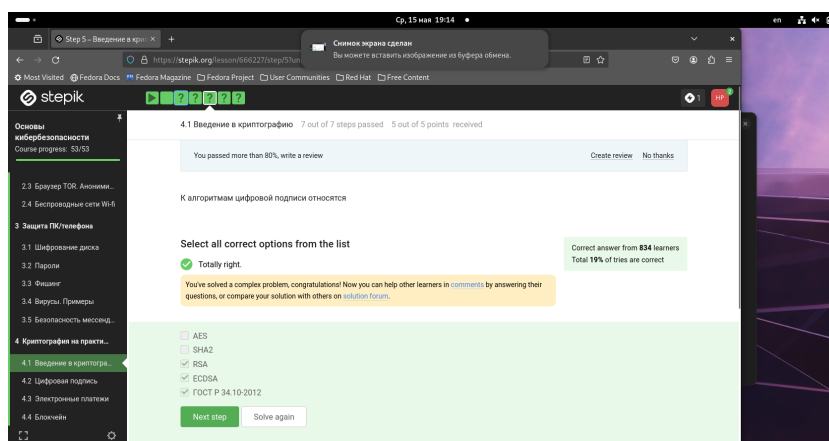 Ср, 15 мая 19:14
en
Step 5 – Введение в крип
Снимок экрана сделан
Вы можете вставить изображение из буфера обмена.
https://stepik.org/lesson/666227/step/5?un
Most Visited Fedora Docs Fedora Magazine Fedora Project User Communities Red Hat Free Content
stepik
? ? ? ? ?
1
НР
2
Основы
кибербезопасности
Course progress: 53/53
4.1 Введение в криптографию 7 out of 7 steps passed 5 out of 5 points received
You passed more than 80%, write a review
Create review No thanks
2.3 Браузер TOR. Аноними...
2.4 Беспроводные сети Wi-fi
3 Защита ПК/телефона
3.1 Шифрование диска
3.2 Пароли
3.3 Фишинг
3.4 Вирусы. Примеры
3.5 Безопасность мессенд...
4 Криптография на практи...
4.1 Введение в криптогра...
4.2 Цифровая подпись
4.3 Электронные платежи
4.4 Блокчейн
К алгоритмам цифровой подписи относятся
Select all correct options from the list
Correct answer from 834 learners
Total 19% of tries are correct
Totally right.
You've solved a complex problem, congratulations! Now you can help other learners in comments by answering their
questions, or compare your solution with others on solution forum.
AES
SHA2
RSA
ECDSA
ГОСТ Р 34.10-2012
Next step
Solve again